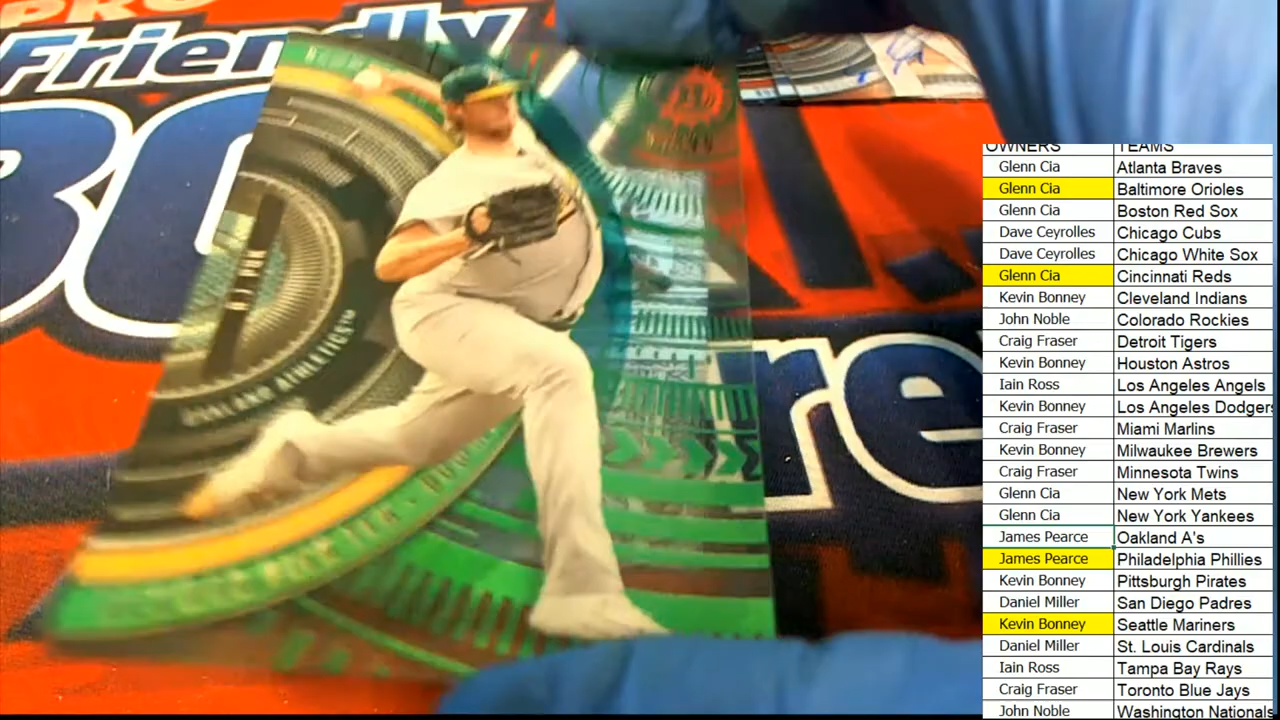 PRO
Friendly
re
OAKLAND ATHLETICS™
OWNERS TEAMS
Glenn Cia Atlanta Braves
Glenn Cia Baltimore Orioles
Glenn Cia Boston Red Sox
Dave Ceyrolles Chicago Cubs
Dave Ceyrolles Chicago White Sox
Glenn Cia Cincinnati Reds
Kevin Bonney Cleveland Indians
John Noble Colorado Rockies
Craig Fraser Detroit Tigers
Kevin Bonney Houston Astros
Iain Ross Los Angeles Angels
Kevin Bonney Los Angeles Dodgers
Craig Fraser Miami Marlins
Kevin Bonney Milwaukee Brewers
Craig Fraser Minnesota Twins
Glenn Cia New York Mets
Glenn Cia New York Yankees
James Pearce Oakland A's
James Pearce Philadelphia Phillies
Kevin Bonney Pittsburgh Pirates
Daniel Miller San Diego Padres
Kevin Bonney Seattle Mariners
Daniel Miller St. Louis Cardinals
Iain Ross Tampa Bay Rays
Craig Fraser Toronto Blue Jays
John Noble Washington Nationals